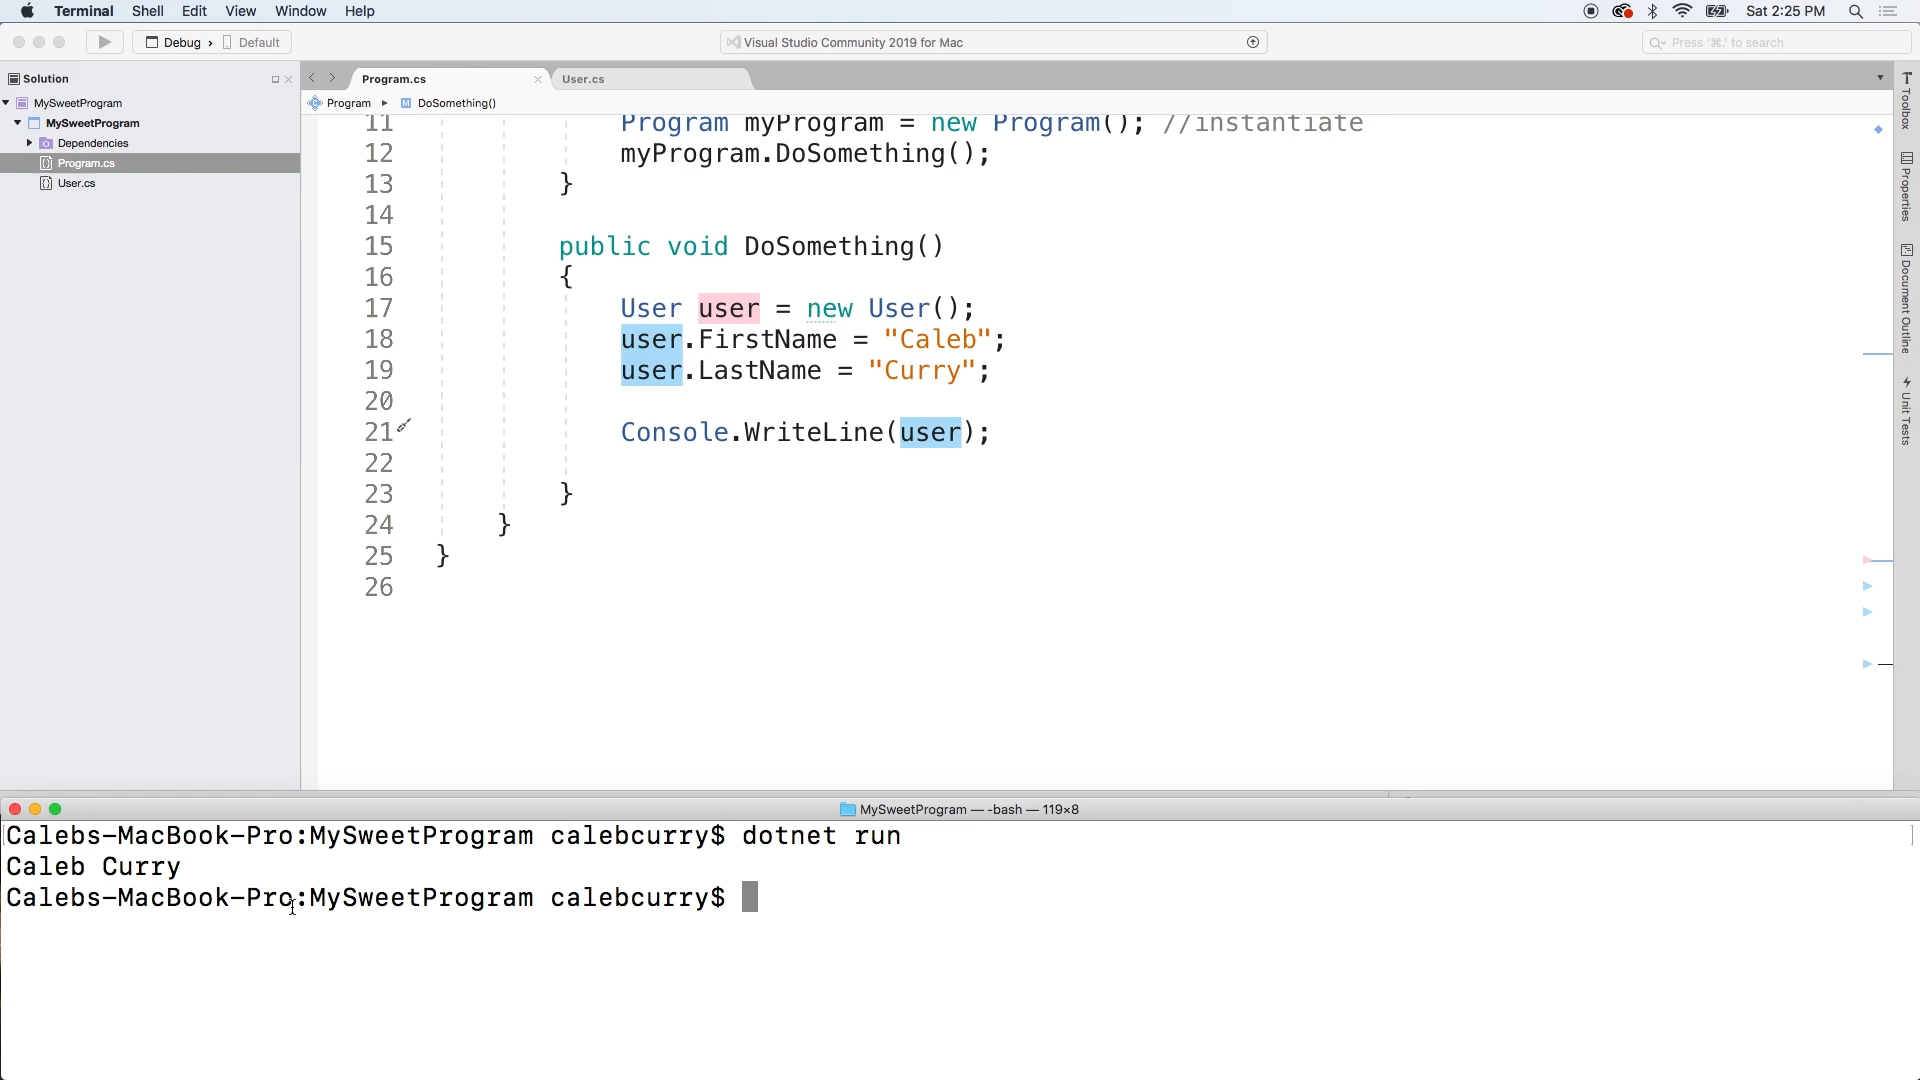 Terminal Shell Edit View Window Help Sat 2:25 PM
Debug › Default Visual Studio Community 2019 for Mac Press '⌘.' to search
Solution
MySweetProgram
MySweetProgram
Dependencies
Program.cs
User.cs
Program.cs User.cs
Program ▸ DoSomething()
11 Program myProgram = new Program(); //instantiate
12 myProgram.DoSomething();
13 }
14
15 public void DoSomething()
16 {
17 User user = new User();
18 user.FirstName = "Caleb";
19 user.LastName = "Curry";
20
21 Console.WriteLine(user);
22
23 }
24 }
25 }
26
Toolbox
Properties
Document Outline
Unit Tests
MySweetProgram — -bash — 119×8
Calebs-MacBook-Pro:MySweetProgram calebcurry$ dotnet run
Caleb Curry
Calebs-MacBook-Pro:MySweetProgram calebcurry$